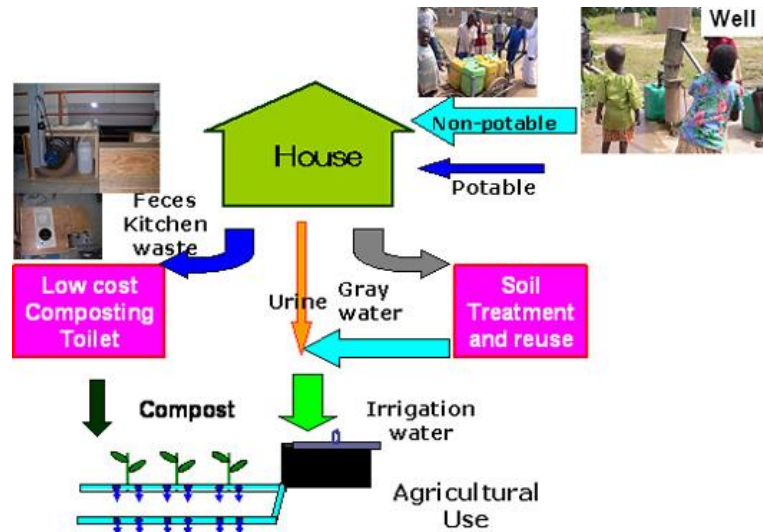 Well
Non-potable
House
Potable
Feces
Kitchen
waste
Low cost
Composting
Toilet
Urine
Gray
water
Soil
Treatment
and reuse
Compost
Irrigation
water
Agricultural
Use